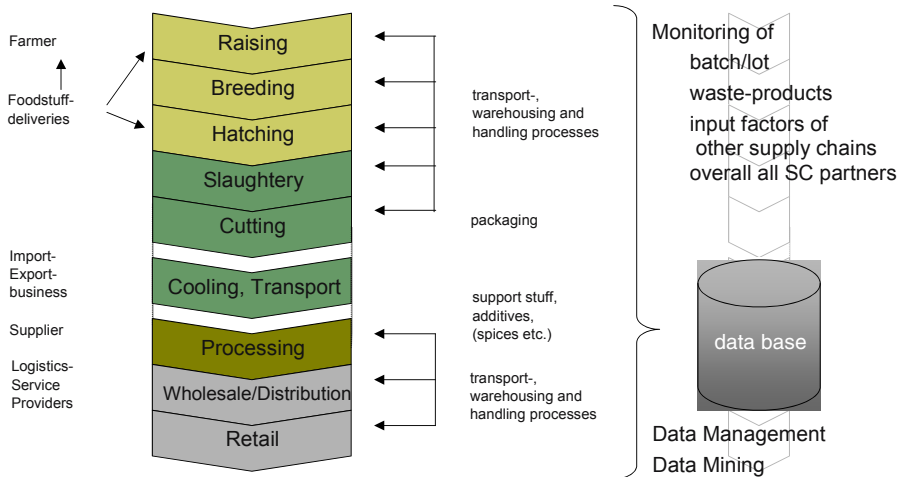 Farmer
Foodstuff-
deliveries
Import-
Export-
business
Supplier
Logistics-
Service
Providers
Raising
Breeding
Hatching
Slaughtery
Cutting
Cooling, Transport
Processing
Wholesale/Distribution
Retail
transport-,
warehousing and
handling processes
packaging
support stuff,
additives,
(spices etc.)
transport-,
warehousing and
handling processes
Monitoring of
batch/lot
waste-products
input factors of
other supply chains
overall all SC partners
data base
Data Management
Data Mining